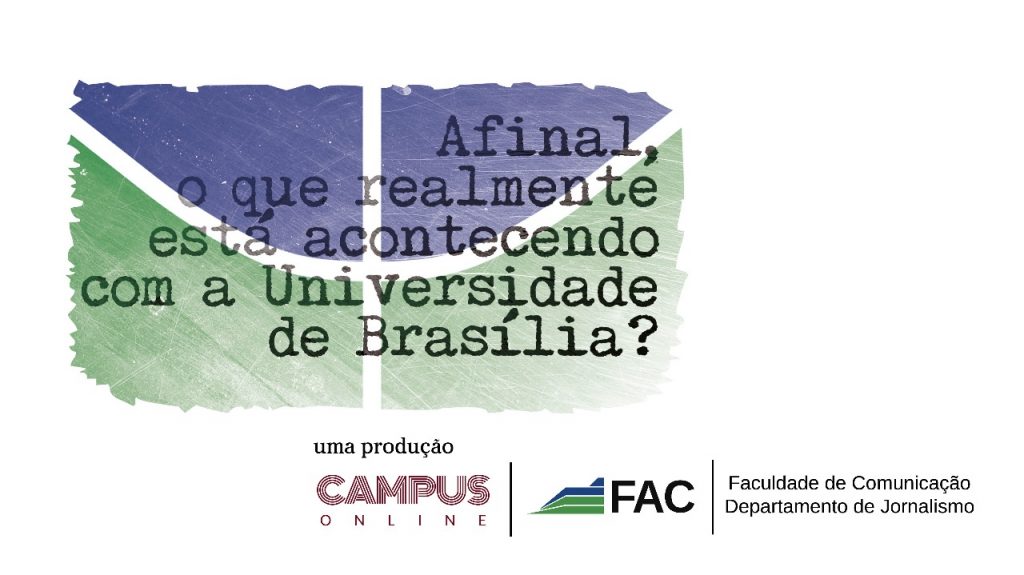 Afinal,
o que realmente
está acontecendo
com a Universidade
de Brasília?
uma produção
CAMPUS
ONLINE
FAC
Faculdade de Comunicação
Departamento de Jornalismo